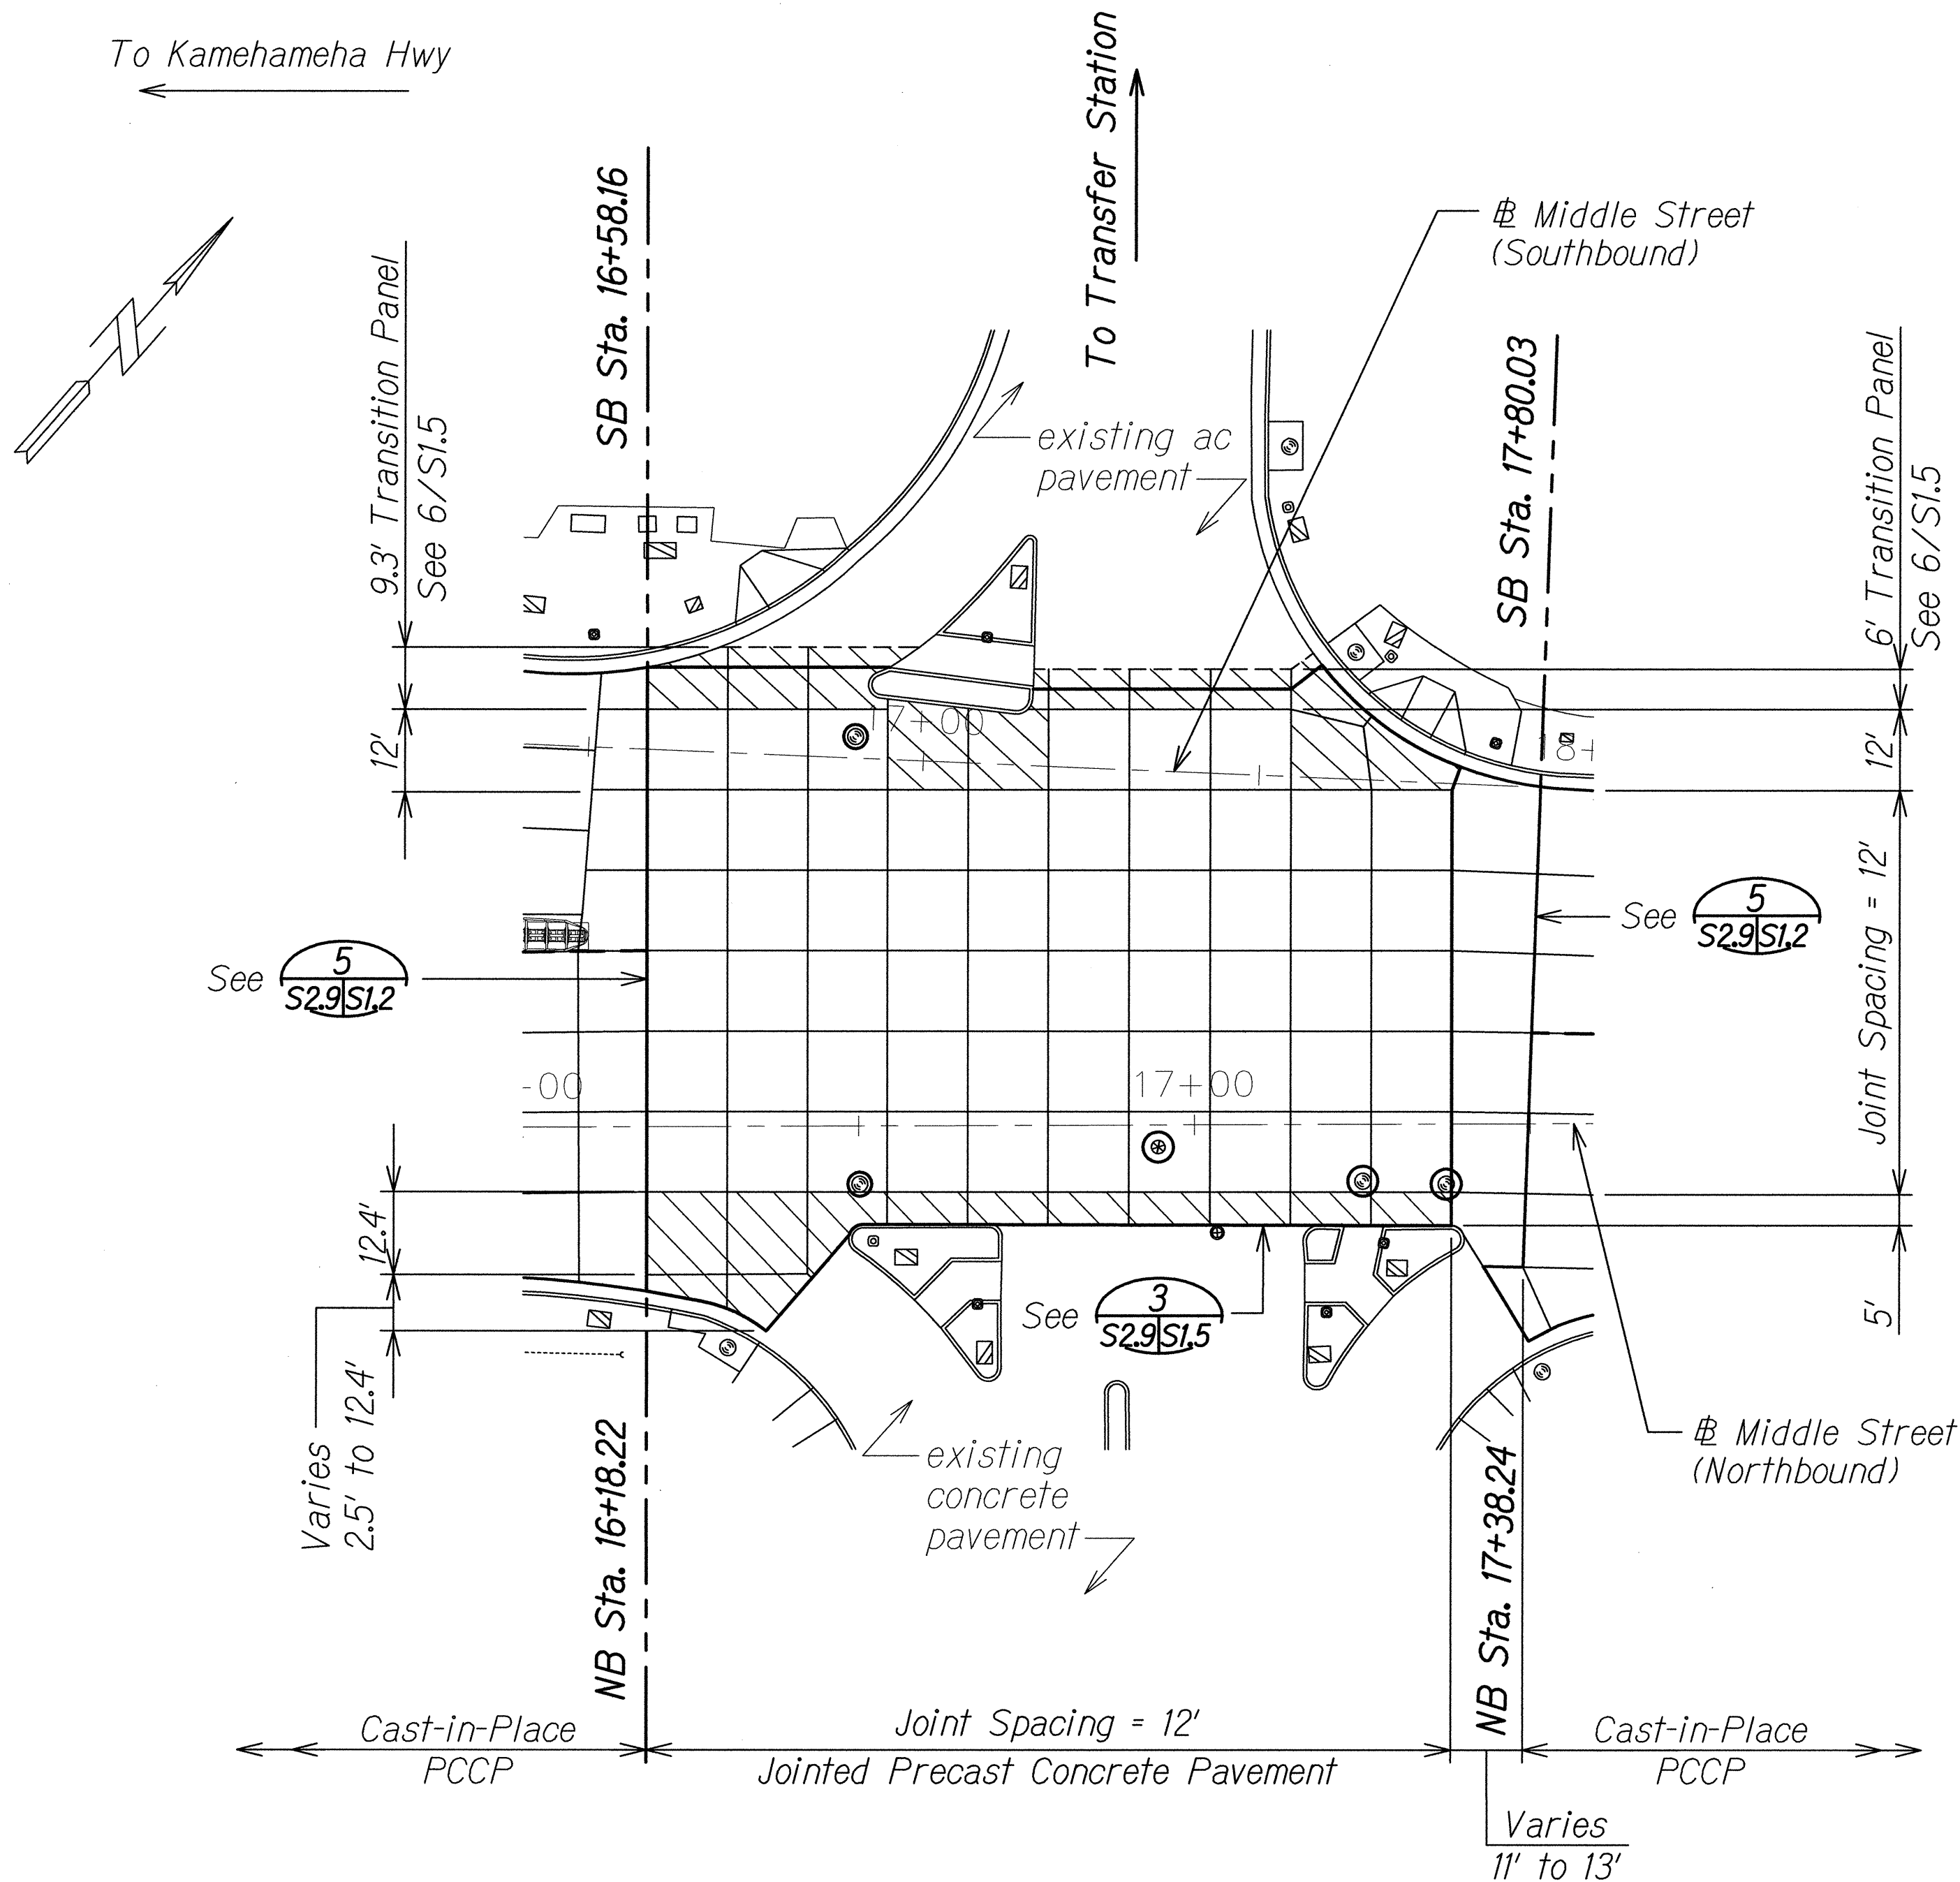 To Kamehameha Hwy
To Transfer Station
SB Sta. 16+58.16
℄ Middle Street
(Southbound)
9.3' Transition Panel
See 6/S1.5
SB Sta. 17+80.03
6' Transition Panel
See 6/S1.5
existing ac
pavement
12'
17+00
12'
18+
See 5
S2.9 S1.2
See 5
S2.9 S1.2
Joint Spacing = 12'
-00
17+00
12.4'
5'
See 3
S2.9 S1.5
Varies
2.5' to 12.4'
NB Sta. 16+18.22
existing
concrete
pavement
NB Sta. 17+38.24
℄ Middle Street
(Northbound)
Cast-in-Place
PCCP
Joint Spacing = 12'
Jointed Precast Concrete Pavement
Cast-in-Place
PCCP
Varies
11' to 13'